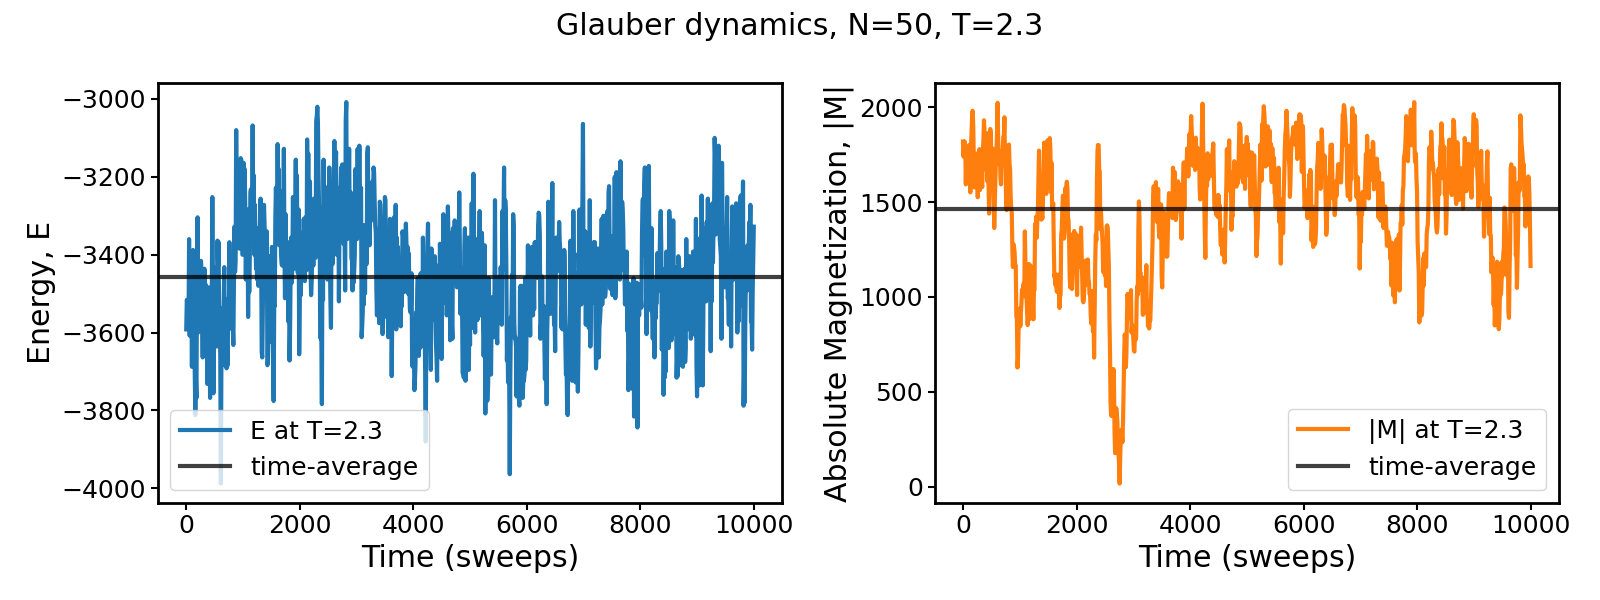 Glauber dynamics, N=50, T=2.3
Energy, E
−3000
−3200
−3400
−3600
−3800
−4000
E at T=2.3
time-average
0 2000 4000 6000 8000 10000
Time (sweeps)
Absolute Magnetization, |M|
2000
1500
1000
500
0
|M| at T=2.3
time-average
0 2000 4000 6000 8000 10000
Time (sweeps)